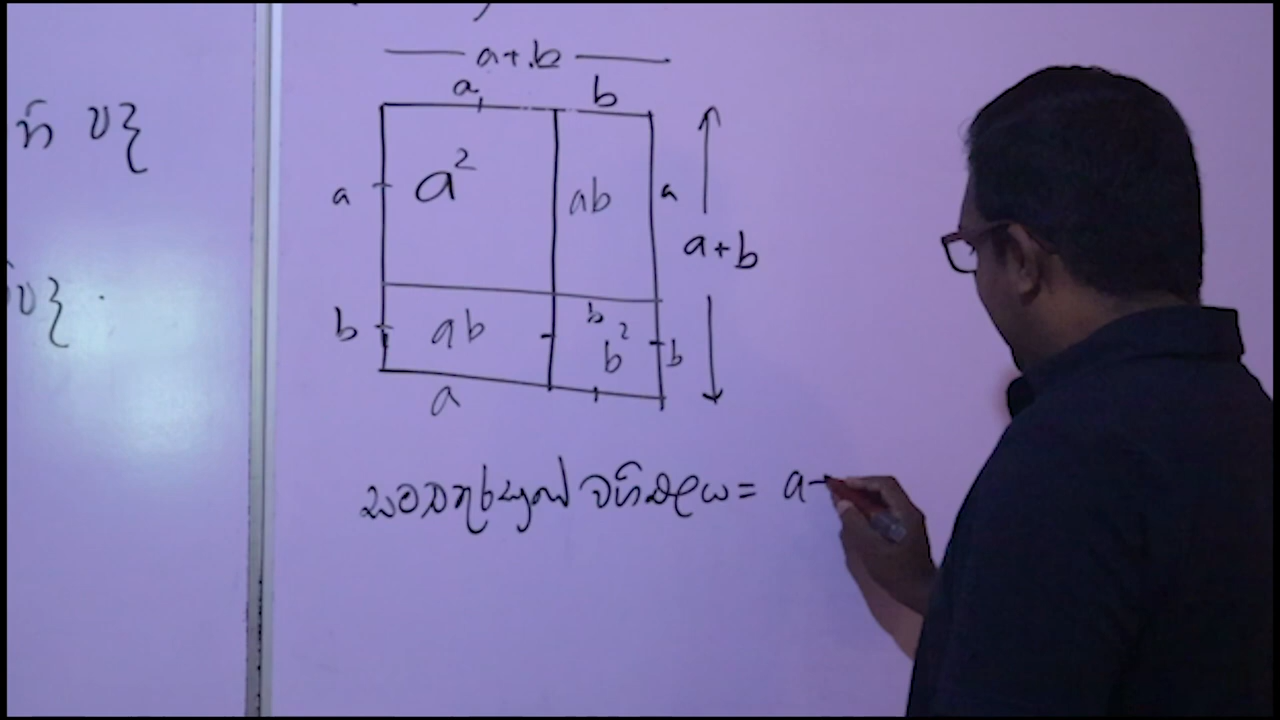 a + b
a b
a a² ab a
a + b
b ab b b² b
a
සමචතුරස්‍රයේ වර්ගඵලය = a -